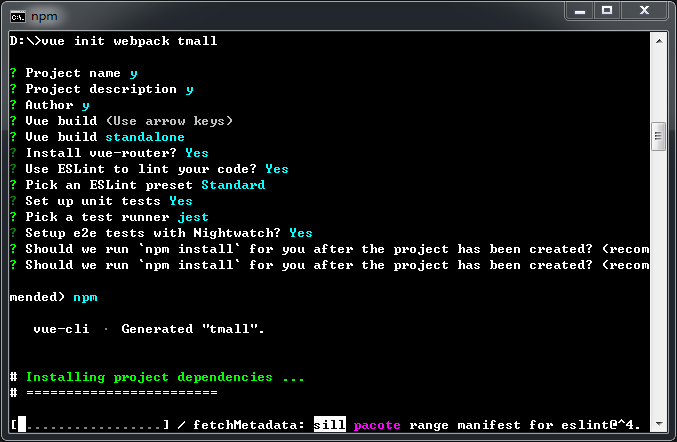 npm
D:\>vue init webpack tmall
? Project name y
? Project description y
? Author y
? Vue build (Use arrow keys)
? Vue build standalone
? Install vue-router? Yes
? Use ESLint to lint your code? Yes
? Pick an ESLint preset Standard
? Set up unit tests Yes
? Pick a test runner jest
? Setup e2e tests with Nightwatch? Yes
? Should we run `npm install` for you after the project has been created? (recom
? Should we run `npm install` for you after the project has been created? (recom
mended) npm
vue-cli · Generated "tmall".
# Installing project dependencies ...
# ========================
[ .................] / fetchMetadata: sill pacote range manifest for eslint@^4.